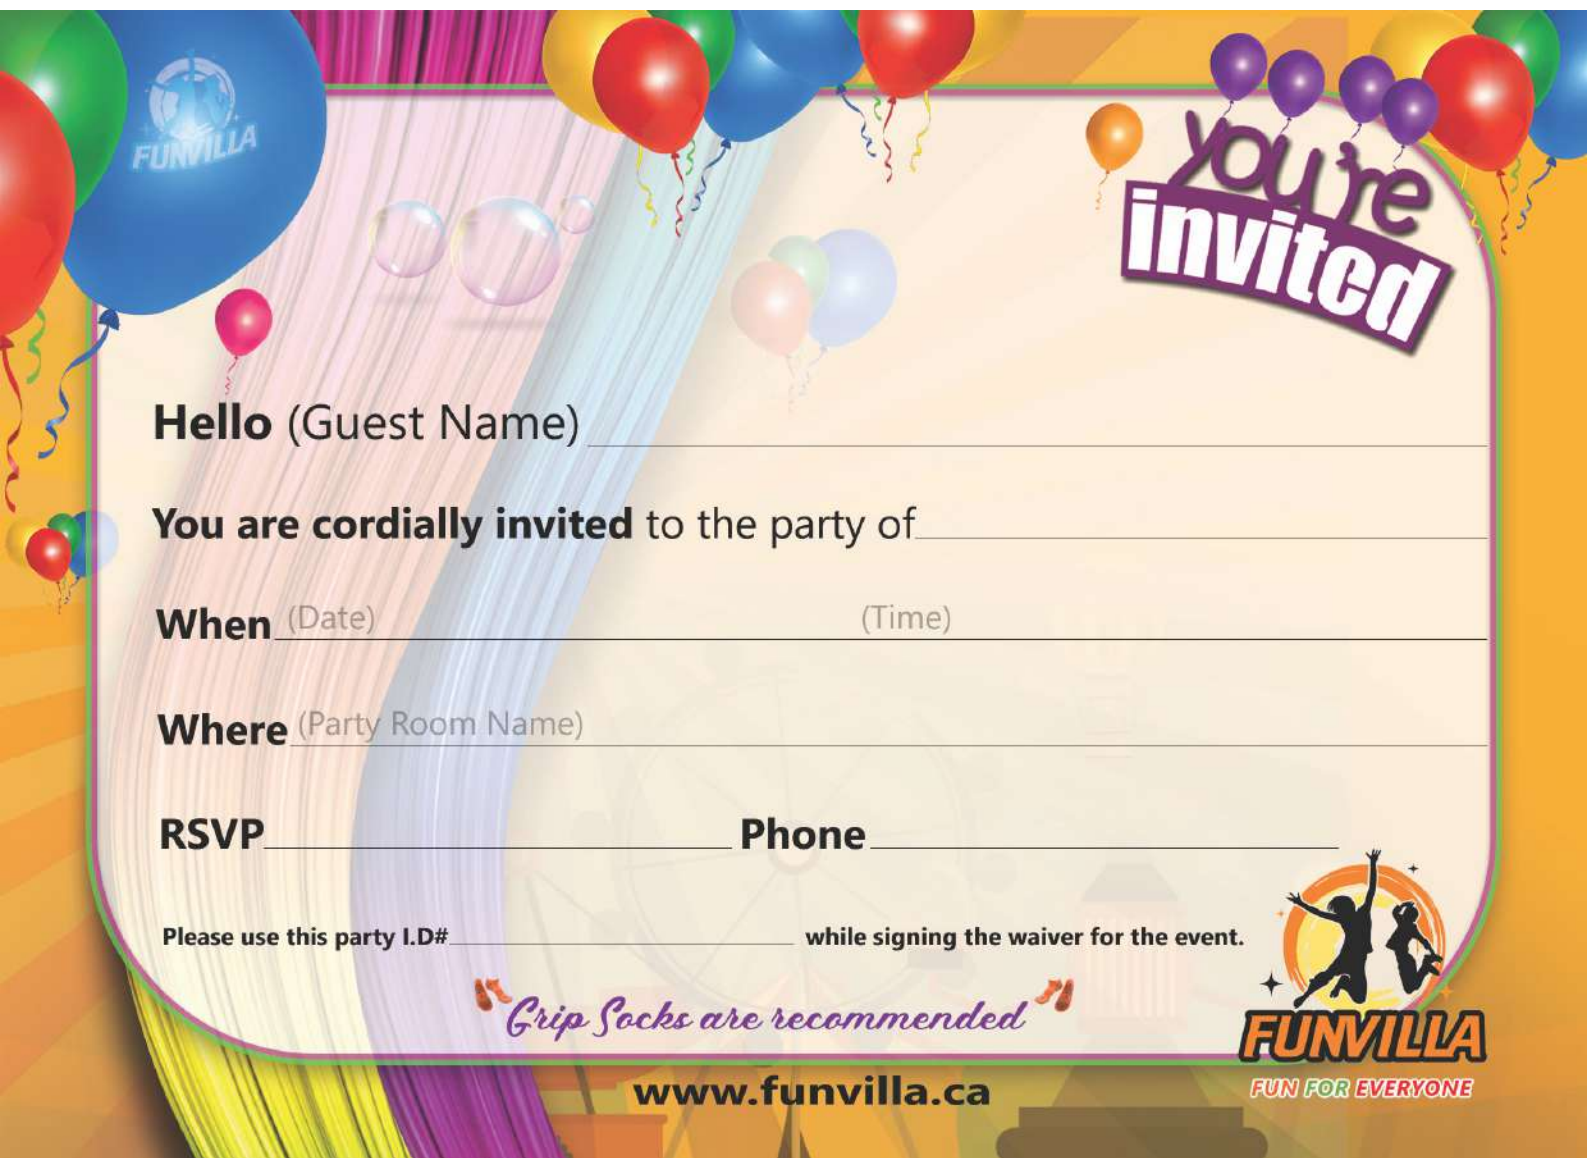 FUNVILLA
you're
invited
Hello (Guest Name)
You are cordially invited to the party of
When (Date) (Time)
Where (Party Room Name)
RSVP Phone
Please use this party I.D# while signing the waiver for the event.
Grip Socks are recommended
FUNVILLA
FUN FOR EVERYONE
www.funvilla.ca